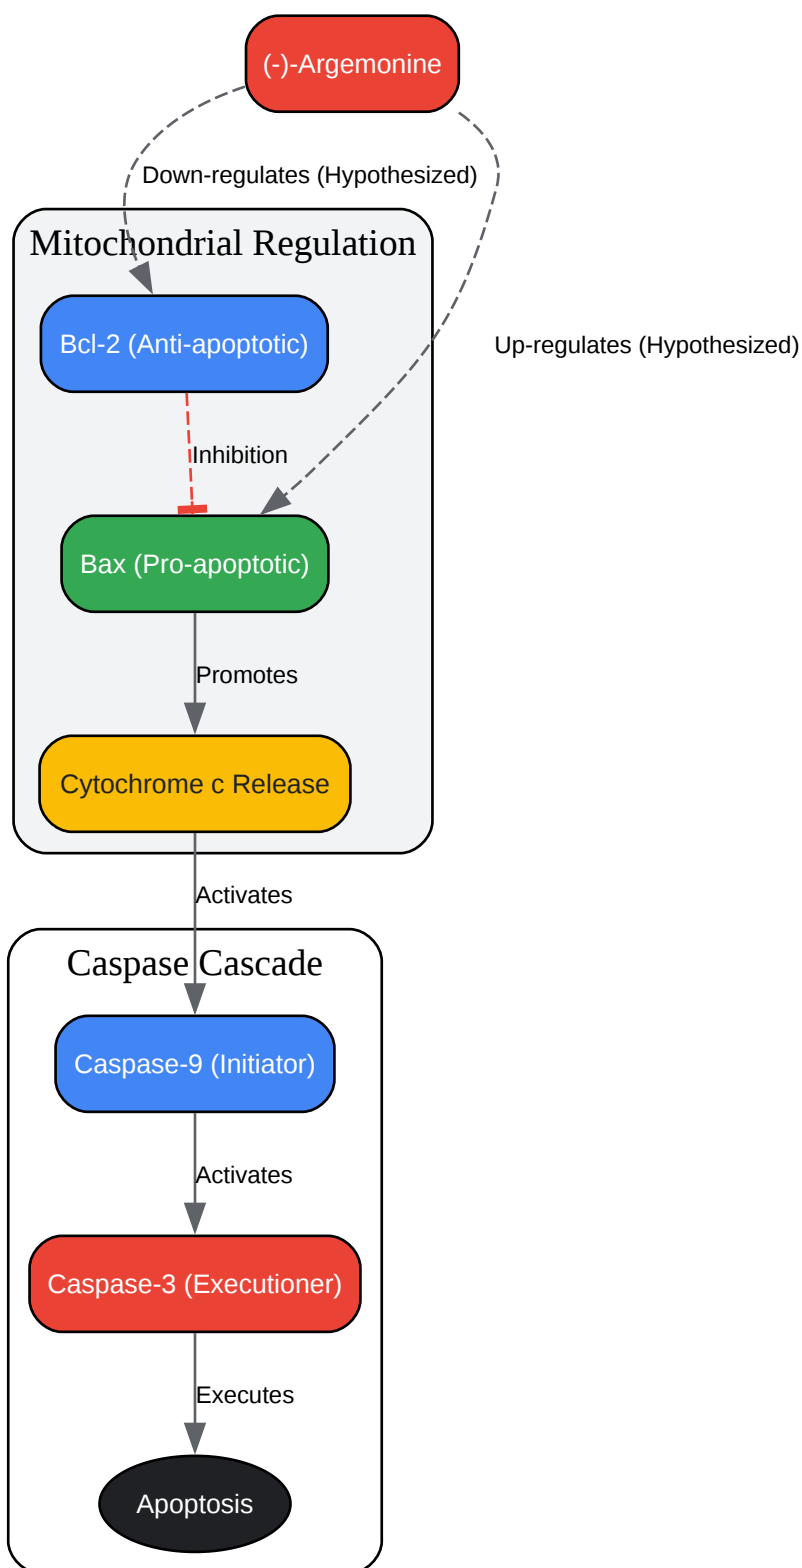 (-)-Argemonine
Down-regulates (Hypothesized)
Mitochondrial Regulation
Bcl-2 (Anti-apoptotic)
Up-regulates (Hypothesized)
Inhibition
Bax (Pro-apoptotic)
Promotes
Cytochrome c Release
Activates
Caspase Cascade
Caspase-9 (Initiator)
Activates
Caspase-3 (Executioner)
Executes
Apoptosis